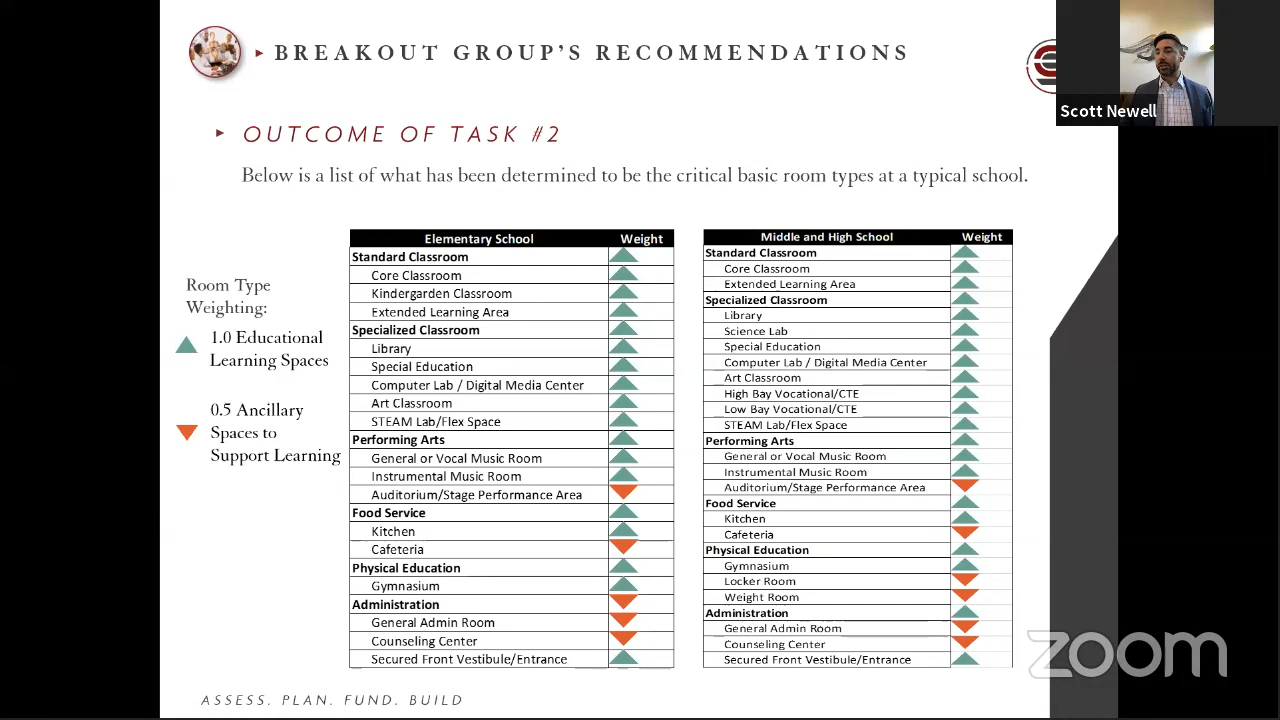 BREAKOUT GROUP'S RECOMMENDATIONS
Scott Newell
OUTCOME OF TASK #2
Below is a list of what has been determined to be the critical basic room types at a typical school.
Room Type
Weighting:
1.0 Educational
Learning Spaces
0.5 Ancillary
Spaces to
Support Learning
Elementary School Weight
Standard Classroom
Core Classroom
Kindergarden Classroom
Extended Learning Area
Specialized Classroom
Library
Special Education
Computer Lab / Digital Media Center
Art Classroom
STEAM Lab/Flex Space
Performing Arts
General or Vocal Music Room
Instrumental Music Room
Auditorium/Stage Performance Area
Food Service
Kitchen
Cafeteria
Physical Education
Gymnasium
Administration
General Admin Room
Counseling Center
Secured Front Vestibule/Entrance
Middle and High School Weight
Standard Classroom
Core Classroom
Extended Learning Area
Specialized Classroom
Library
Science Lab
Special Education
Computer Lab / Digital Media Center
Art Classroom
High Bay Vocational/CTE
Low Bay Vocational/CTE
STEAM Lab/Flex Space
Performing Arts
General or Vocal Music Room
Instrumental Music Room
Auditorium/Stage Performance Area
Food Service
Kitchen
Cafeteria
Physical Education
Gymnasium
Locker Room
Weight Room
Administration
General Admin Room
Counseling Center
Secured Front Vestibule/Entrance
zoom
ASSESS. PLAN. FUND. BUILD